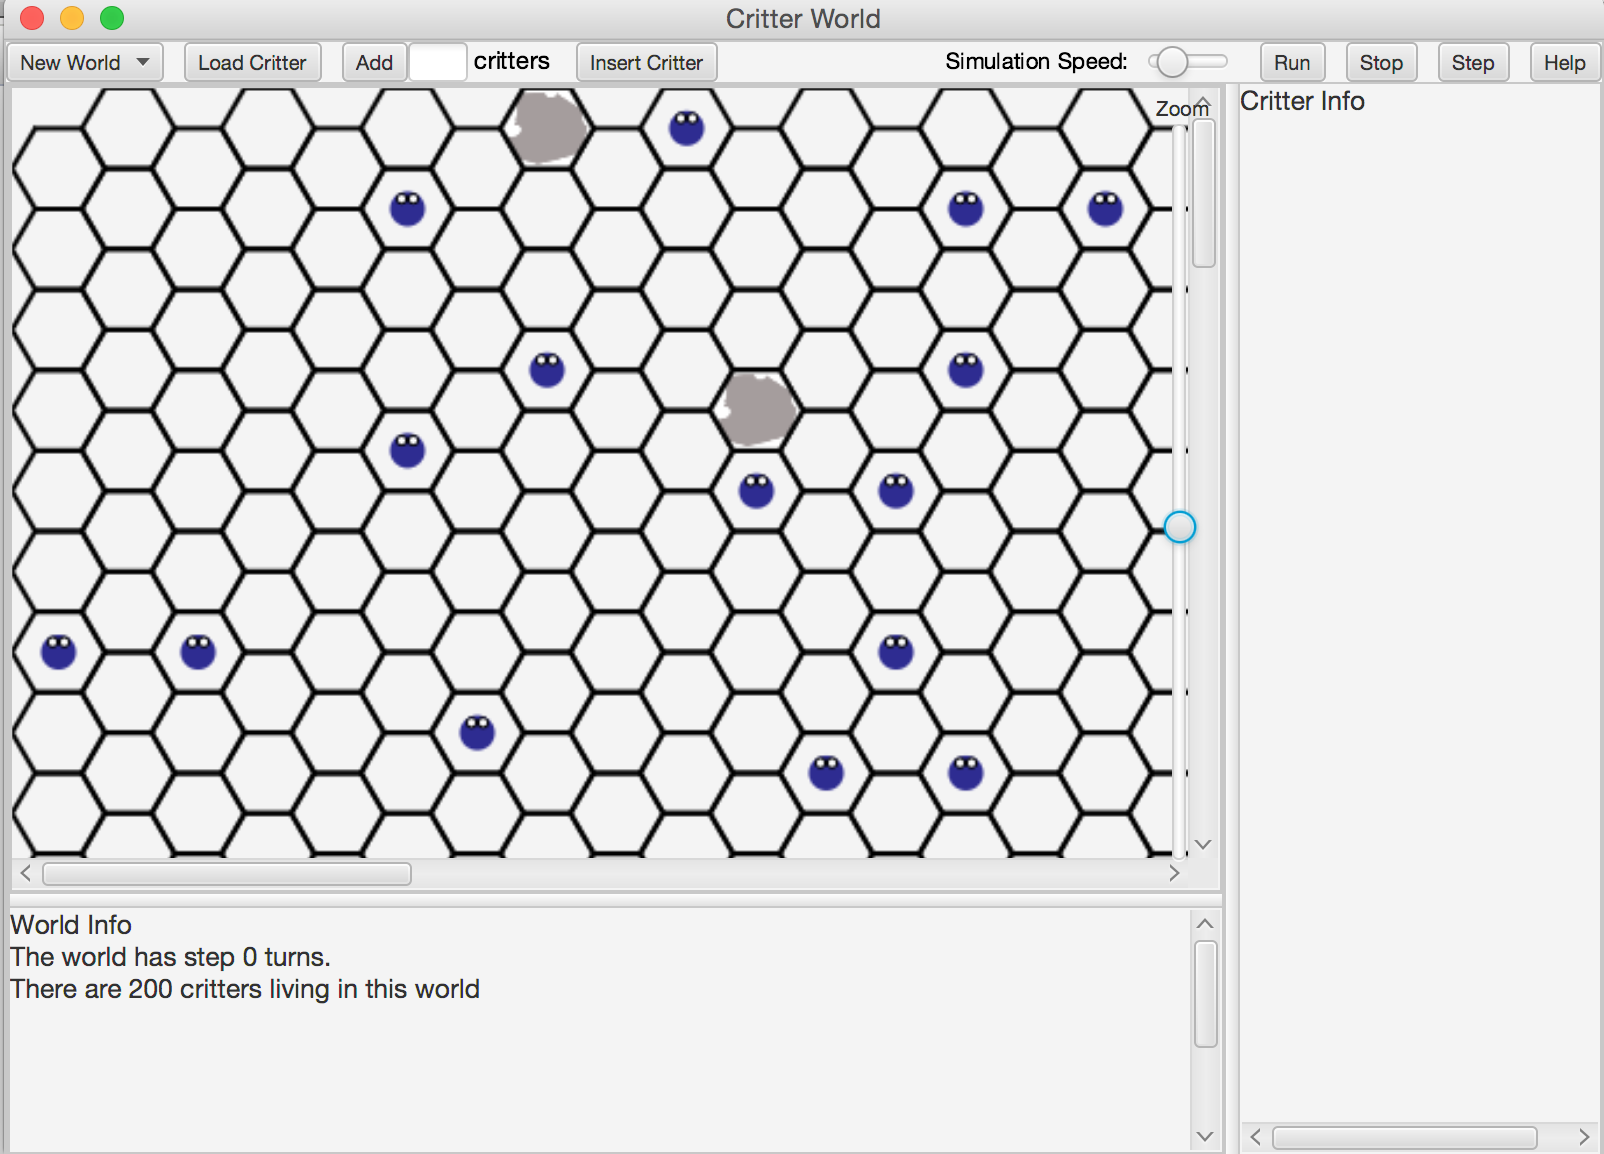 Critter World
New World Load Critter Add critters Insert Critter Simulation Speed: Run Stop Step Help
Zoom
Critter Info
World Info
The world has step 0 turns.
There are 200 critters living in this world